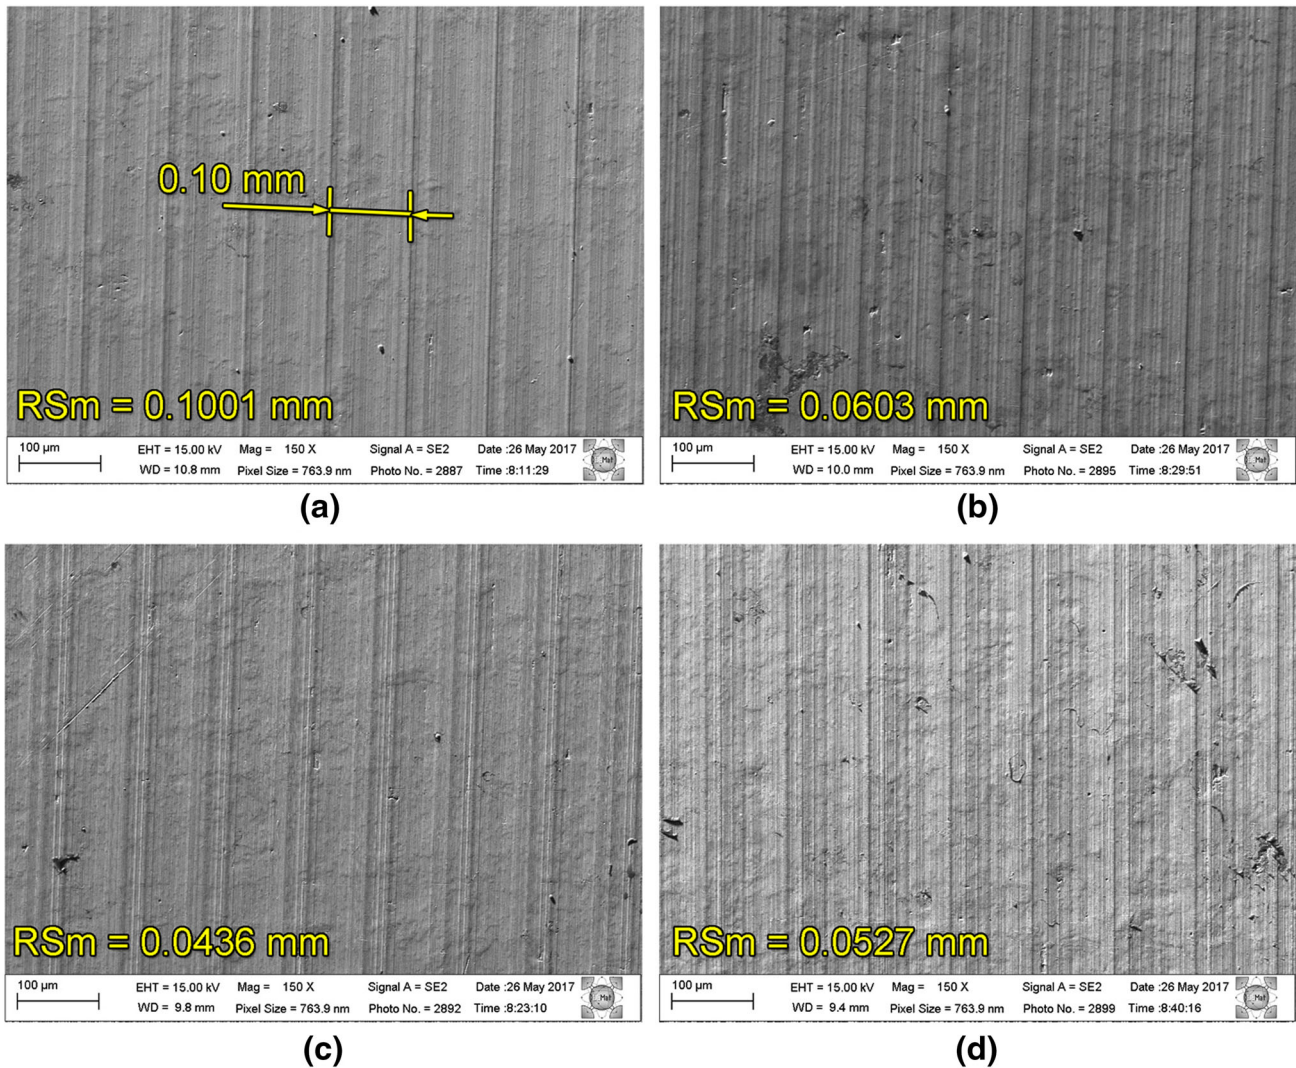 0.10 mm
RSm = 0.1001 mm
100 µm
EHT = 15.00 kV Mag = 150 X Signal A = SE2 Date :26 May 2017
WD = 10.8 mm Pixel Size = 763.9 nm Photo No. = 2887 Time :8:11:29
Mat
(a)
RSm = 0.0603 mm
100 µm
EHT = 15.00 kV Mag = 150 X Signal A = SE2 Date :26 May 2017
WD = 10.0 mm Pixel Size = 763.9 nm Photo No. = 2895 Time :8:29:51
Mat
(b)
RSm = 0.0436 mm
100 µm
EHT = 15.00 kV Mag = 150 X Signal A = SE2 Date :26 May 2017
WD = 9.8 mm Pixel Size = 763.9 nm Photo No. = 2892 Time :8:23:10
Mat
(c)
RSm = 0.0527 mm
100 µm
EHT = 15.00 kV Mag = 150 X Signal A = SE2 Date :26 May 2017
WD = 9.4 mm Pixel Size = 763.9 nm Photo No. = 2899 Time :8:40:16
Mat
(d)